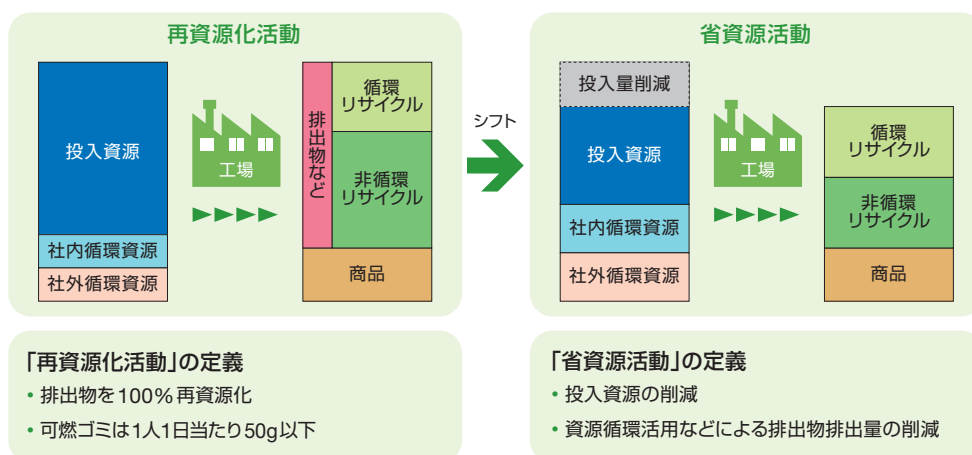 再資源化活動
投入資源
社内循環資源
社外循環資源
工場
排出物など
循環
リサイクル
非循環
リサイクル
商品
シフト
省資源活動
投入量削減
投入資源
社内循環資源
社外循環資源
工場
循環
リサイクル
非循環
リサイクル
商品
「再資源化活動」の定義
・排出物を100%再資源化
・可燃ゴミは1人1日当たり50g以下
「省資源活動」の定義
・投入資源の削減
・資源循環活用などによる排出物排出量の削減